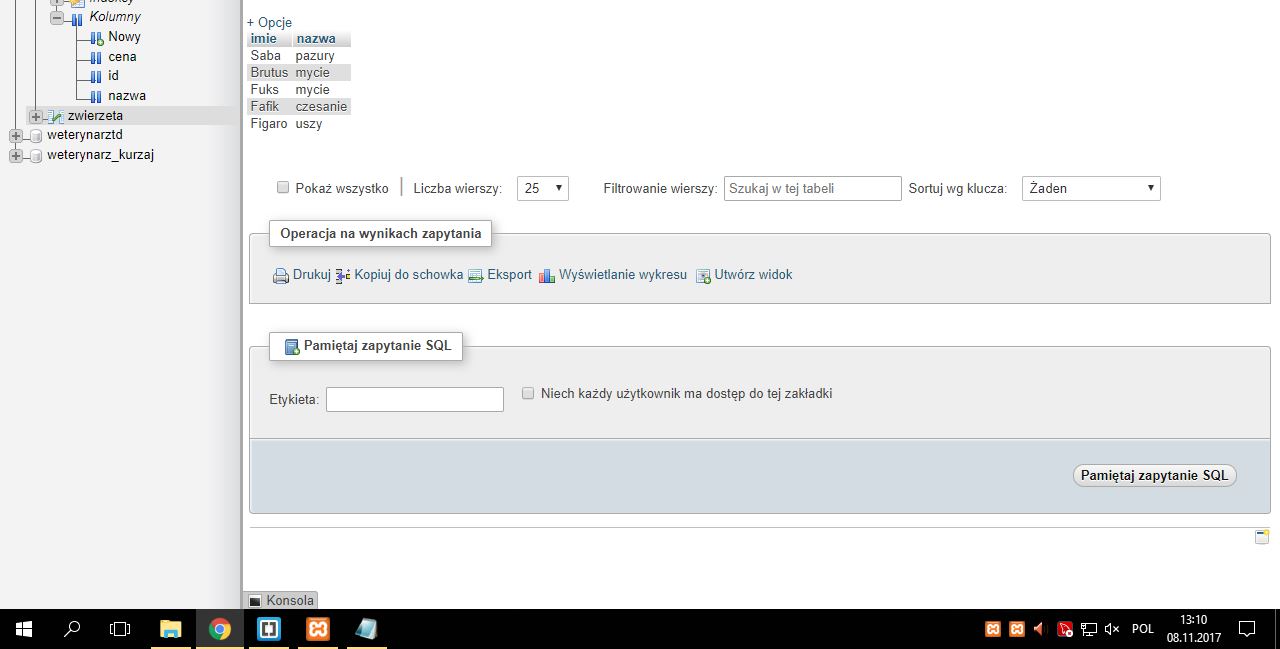 Indeksy
Kolumny
Nowy
cena
id
nazwa
zwierzeta
weterynarztd
weterynarz_kurzaj
+ Opcje
imie nazwa
Saba pazury
Brutus mycie
Fuks mycie
Fafik czesanie
Figaro uszy
Pokaż wszystko Liczba wierszy: 25 Filtrowanie wierszy: Szukaj w tej tabeli Sortuj wg klucza: Żaden
Operacja na wynikach zapytania
Drukuj Kopiuj do schowka Eksport Wyświetlanie wykresu Utwórz widok
Pamiętaj zapytanie SQL
Etykieta: Niech każdy użytkownik ma dostęp do tej zakładki
Pamiętaj zapytanie SQL
Konsola
POL 13:10
08.11.2017